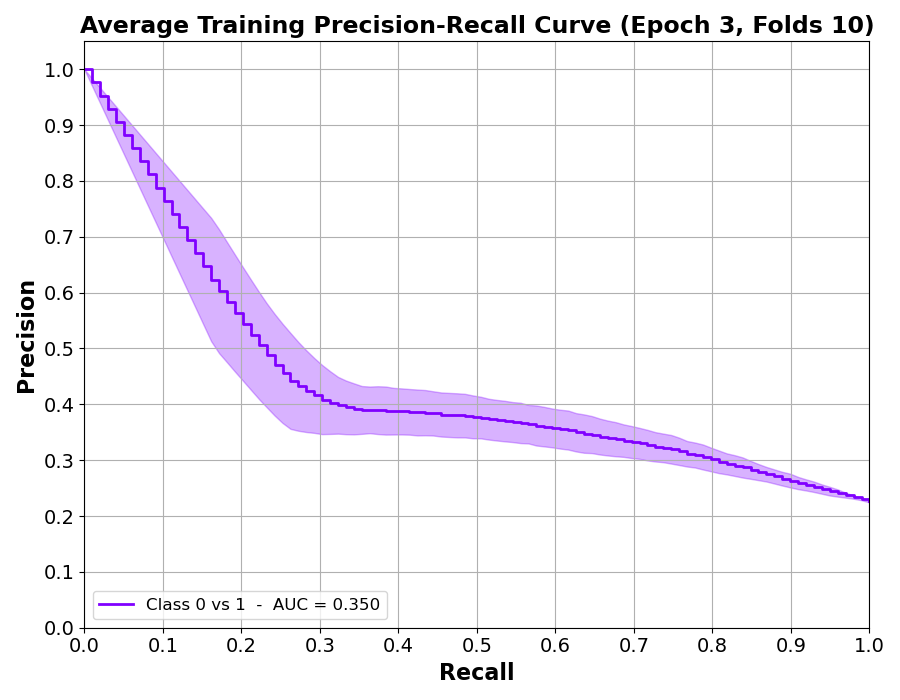 Average Training Precision-Recall Curve (Epoch 3, Folds 10)
1.0
0.9
0.8
0.7
0.6
0.5
0.4
0.3
0.2
0.1
0.0
Precision
Class 0 vs 1 - AUC = 0.350
0.0 0.1 0.2 0.3 0.4 0.5 0.6 0.7 0.8 0.9 1.0
Recall